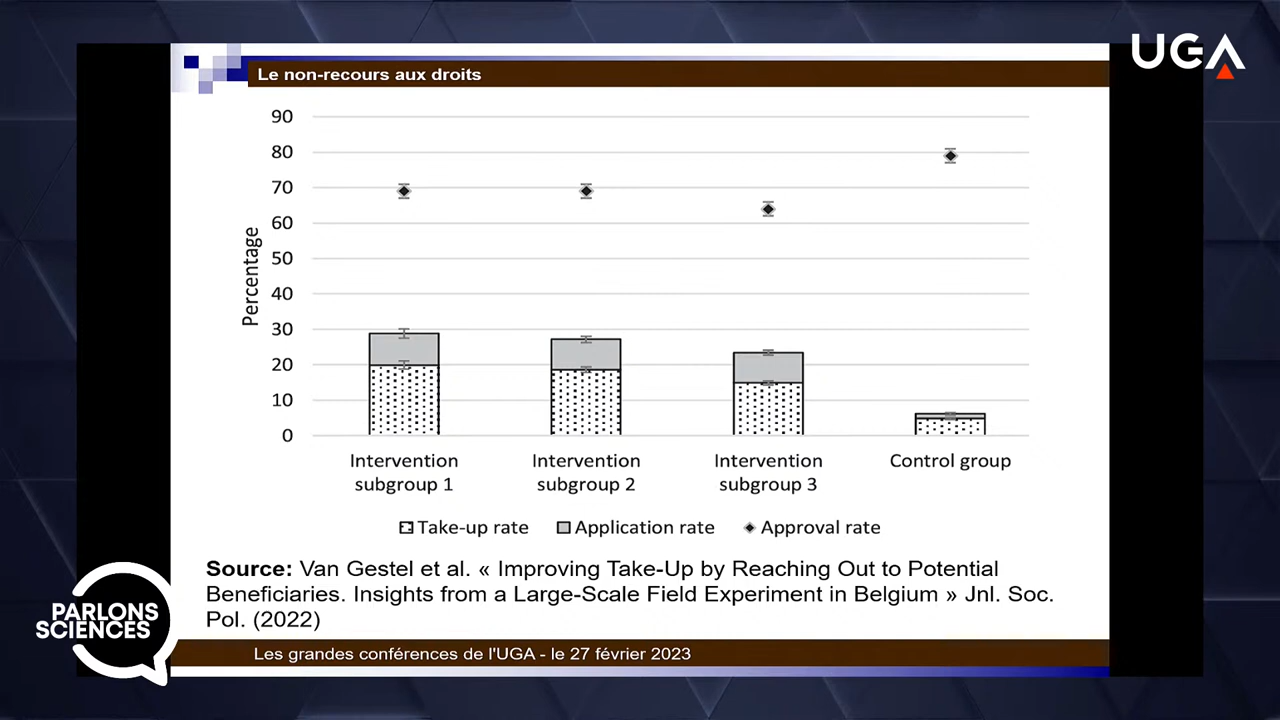 UGA
Le non-recours aux droits
90
80
70
60
50
40
30
20
10
0
Percentage
Intervention subgroup 1
Intervention subgroup 2
Intervention subgroup 3
Control group
Take-up rate
Application rate
Approval rate
Source: Van Gestel et al. « Improving Take-Up by Reaching Out to Potential
Beneficiaries. Insights from a Large-Scale Field Experiment in Belgium » Jnl. Soc.
Pol. (2022)
PARLONS
SCIENCES
Les grandes conférences de l'UGA - le 27 février 2023